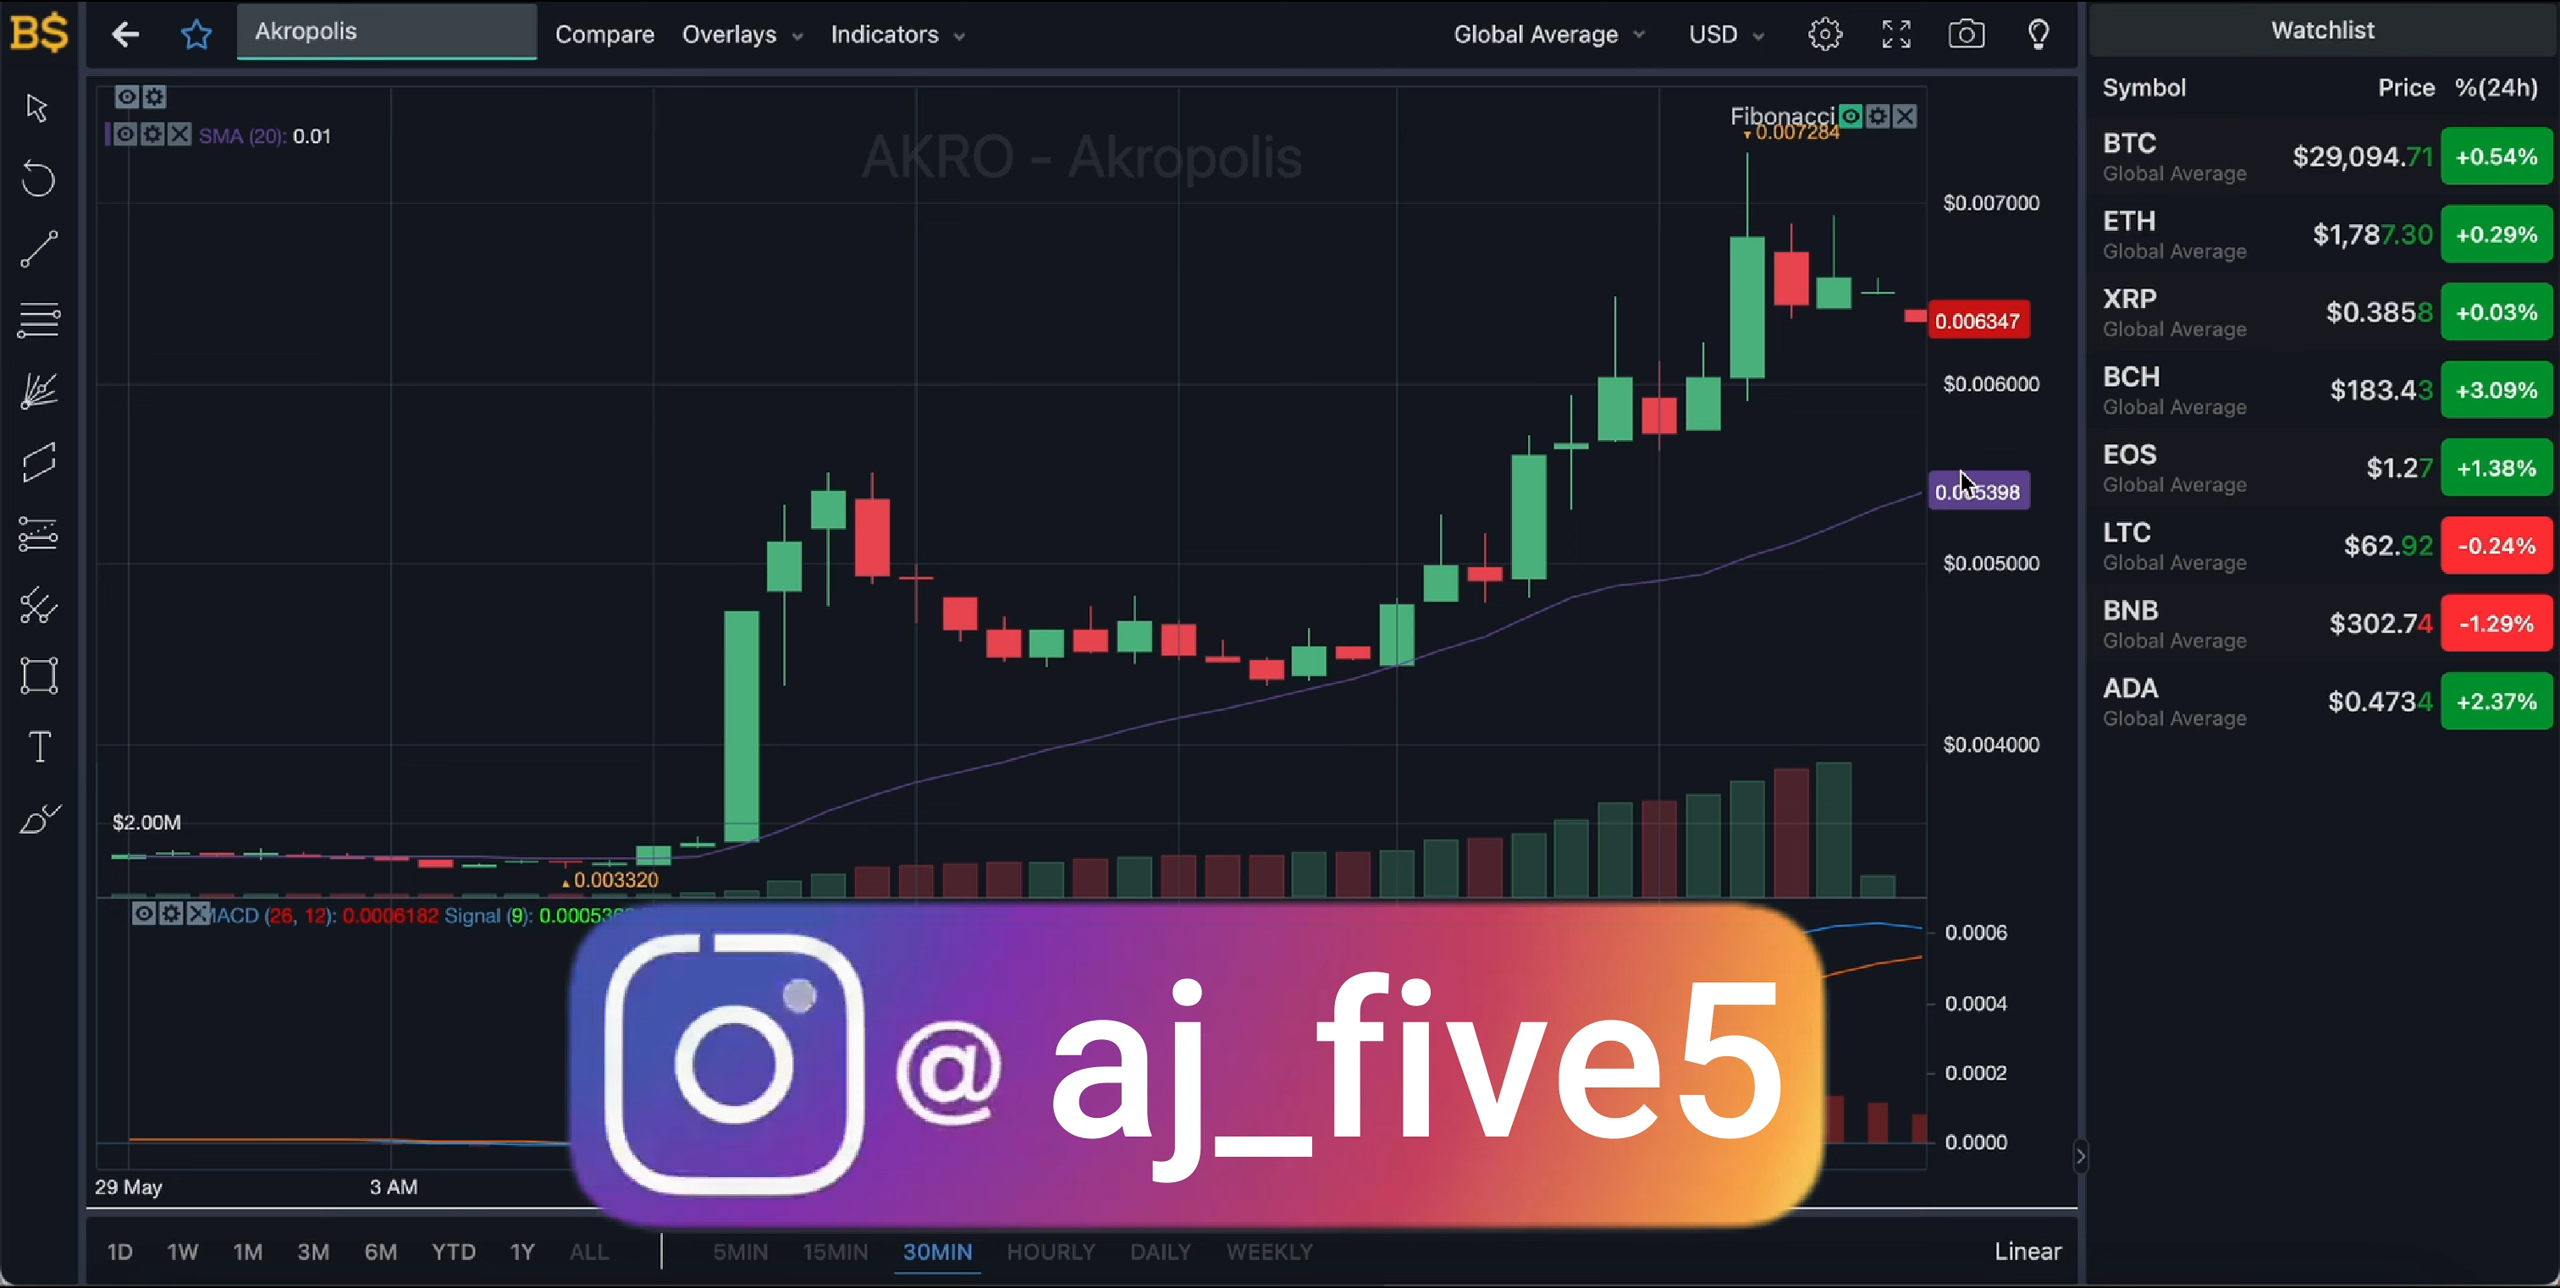 B$
Akropolis
Compare
Overlays
Indicators
Global Average
USD
Watchlist
Symbol Price %(24h)
SMA (20): 0.01
AKRO - Akropolis
Fibonacci
0.007284
$0.007000
0.006347
$0.006000
0.005398
$0.005000
$0.004000
$2.00M
0.003320
BTC $29,094.71 +0.54%
Global Average
ETH $1,787.30 +0.29%
Global Average
XRP $0.3858 +0.03%
Global Average
BCH $183.43 +3.09%
Global Average
EOS $1.27 +1.38%
Global Average
LTC $62.92 -0.24%
Global Average
BNB $302.74 -1.29%
Global Average
ADA $0.4734 +2.37%
Global Average
MACD (26, 12): 0.0006182 Signal (9):
@ aj_five5
0.0006
0.0004
0.0002
0.0000
29 May 3 AM
1D 1W 1M 3M 6M YTD 1Y ALL 5MIN 15MIN 30MIN HOURLY DAILY WEEKLY Linear